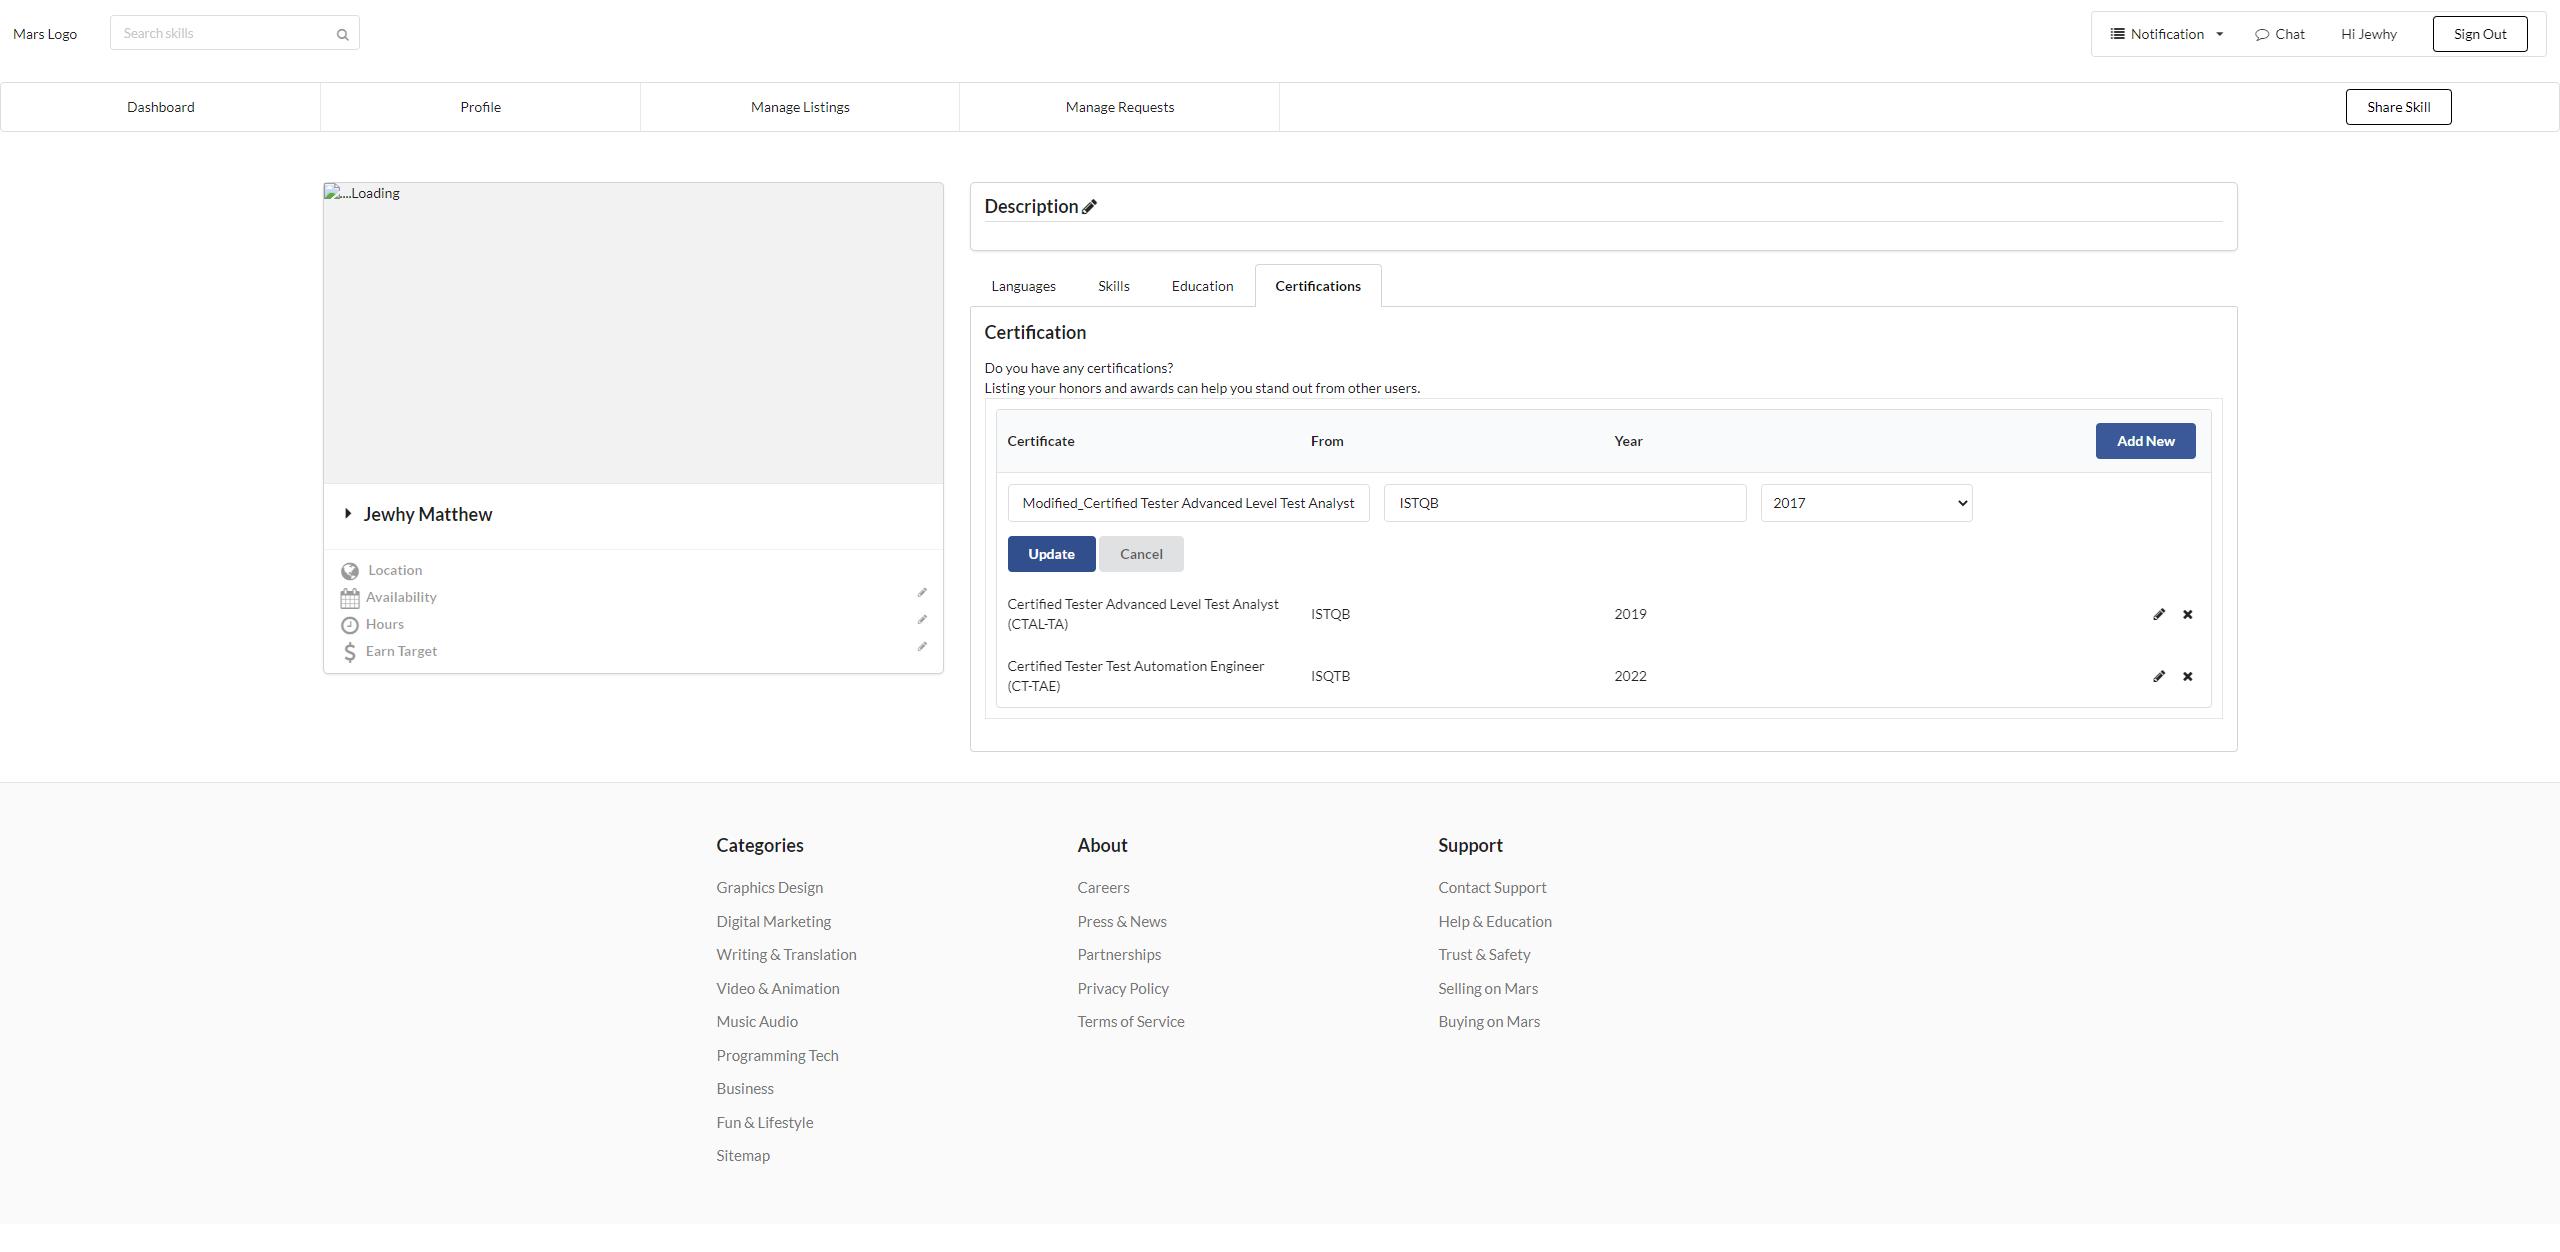 Mars Logo
Search skills
Notification
Chat
Hi Jewhy
Sign Out
Dashboard
Profile
Manage Listings
Manage Requests
Share Skill
....Loading
Jewhy Matthew
Location
Availability
Hours
Earn Target
Description
Languages
Skills
Education
Certifications
Certification
Do you have any certifications?
Listing your honors and awards can help you stand out from other users.
Certificate
From
Year
Add New
Modified_Certified Tester Advanced Level Test Analyst
ISTQB
2017
Update
Cancel
Certified Tester Advanced Level Test Analyst
(CTAL-TA)
ISTQB
2019
Certified Tester Test Automation Engineer
(CT-TAE)
ISQTB
2022
Categories
Graphics Design
Digital Marketing
Writing & Translation
Video & Animation
Music Audio
Programming Tech
Business
Fun & Lifestyle
Sitemap
About
Careers
Press & News
Partnerships
Privacy Policy
Terms of Service
Support
Contact Support
Help & Education
Trust & Safety
Selling on Mars
Buying on Mars